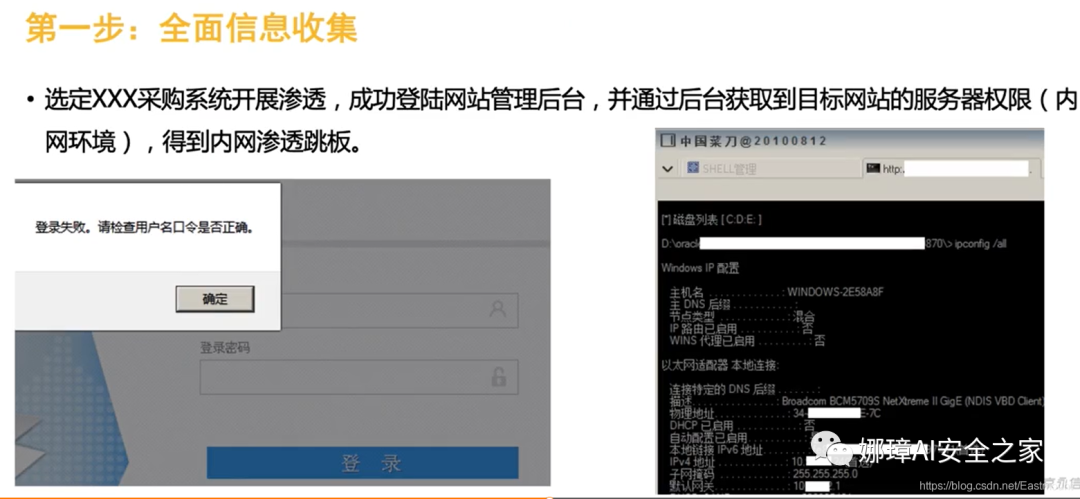 第一步：全面信息收集
• 选定XXX采购系统开展渗透，成功登陆网站管理后台，并通过后台获取到目标网站的服务器权限（内
网环境），得到内网渗透跳板。
登录失败。请检查用户名口令是否正确。
确定
登录密码
登 录
中国菜刀@20100812
SHELL管理
http:
[*] 磁盘列表 [ C:D:E: ]
D:\oracl 870\> ipconfig /all
Windows IP 配置
主机名 . . . . . . . . . . . . . : WINDOWS-2E58A8F
主 DNS 后缀 . . . . . . . . . . . :
节点类型 . . . . . . . . . . . . : 混合
IP 路由已启用 . . . . . . . . . . : 否
WINS 代理已启用 . . . . . . . . . : 否
以太网适配器 本地连接:
连接特定的 DNS 后缀 . . . . . . . :
描述. . . . . . . . . . . . . . . : Broadcom BCM5709S NetXtreme II GigE (NDIS VBD Client)
物理地址. . . . . . . . . . . . . : 34- E-7C
DHCP 已启用 . . . . . . . . . . . : 否
自动配置已启用. . . . . . . . . . :
本地链接 IPv6 地址. . . . . . . . :
IPv4 地址 . . . . . . . . . . . . : 10.
子网掩码 . . . . . . . . . . . . : 255.255.255.0
默认网关. . . . . . . . . . . . . : 10 2.1
娜璋AI安全之家
https://blog.csdn.net/East